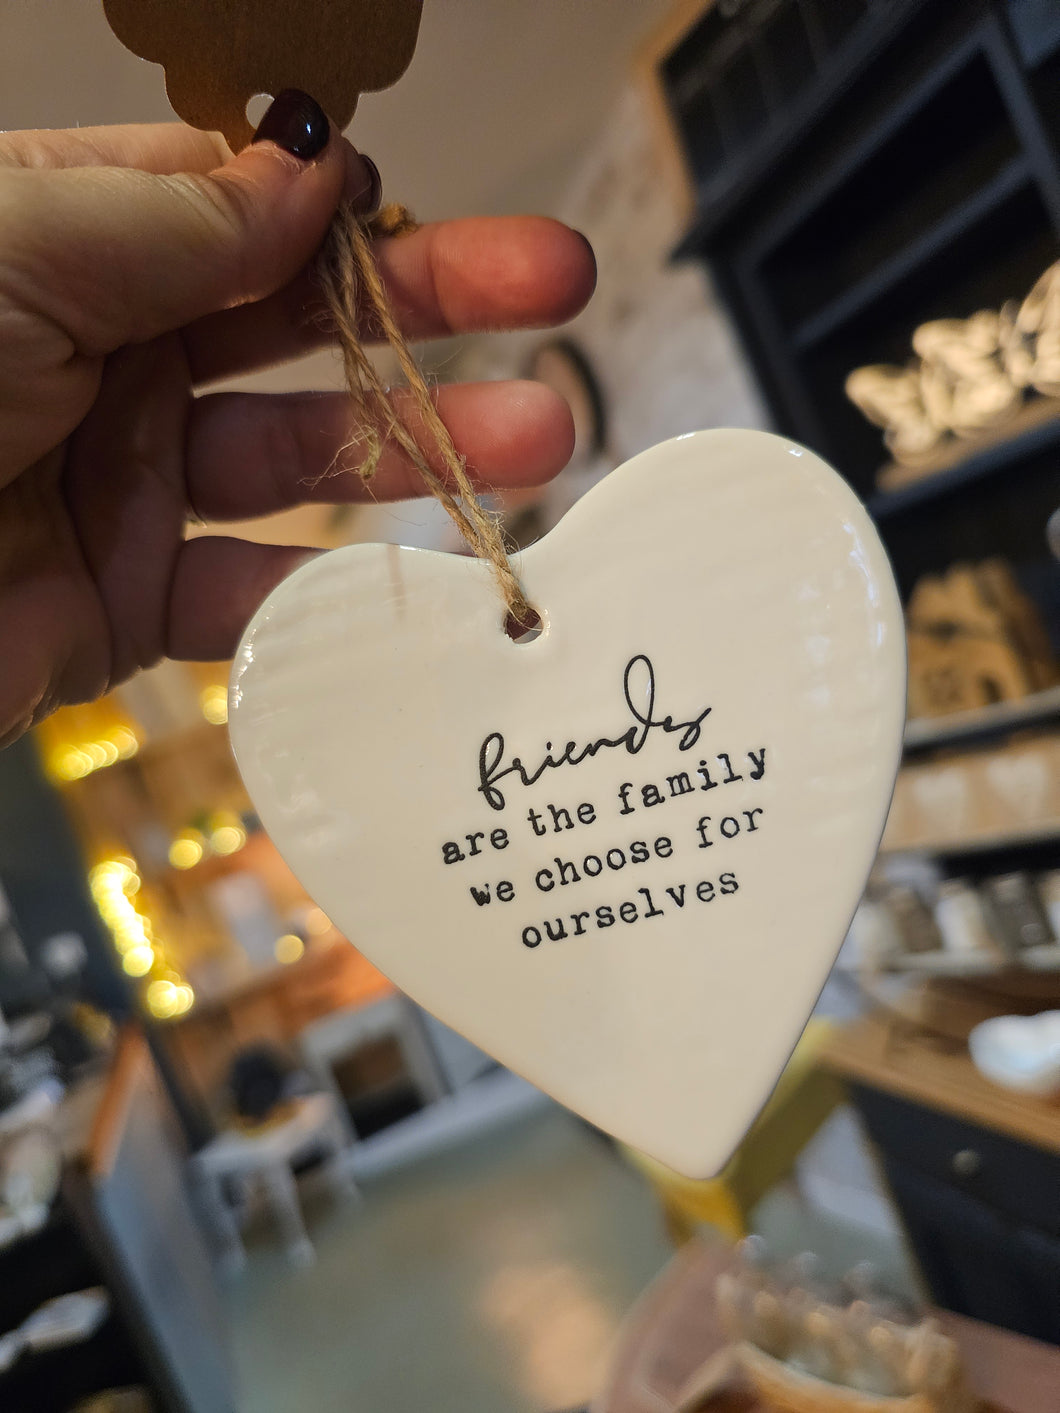 friends
are the family
we choose for
ourselves